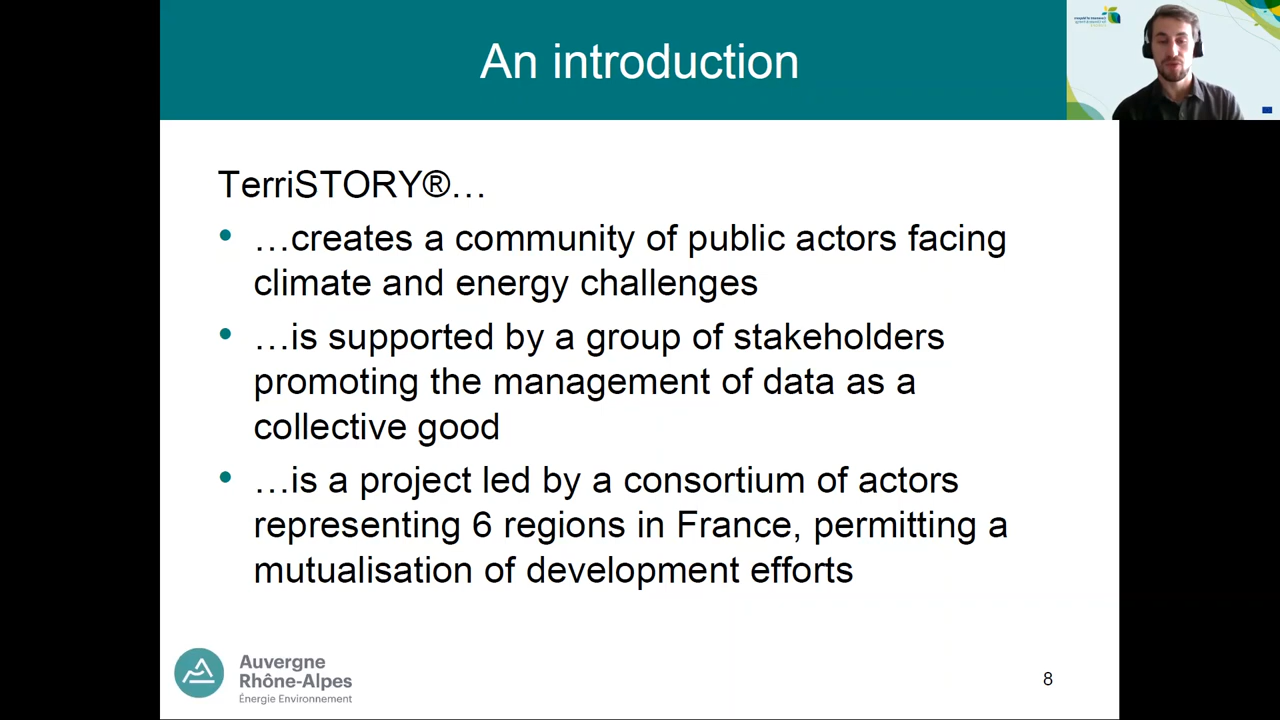 An introduction
TerriSTORY®…
• …creates a community of public actors facing
climate and energy challenges
• …is supported by a group of stakeholders
promoting the management of data as a
collective good
• …is a project led by a consortium of actors
representing 6 regions in France, permitting a
mutualisation of development efforts
Auvergne
Rhône-Alpes
Énergie Environnement
8